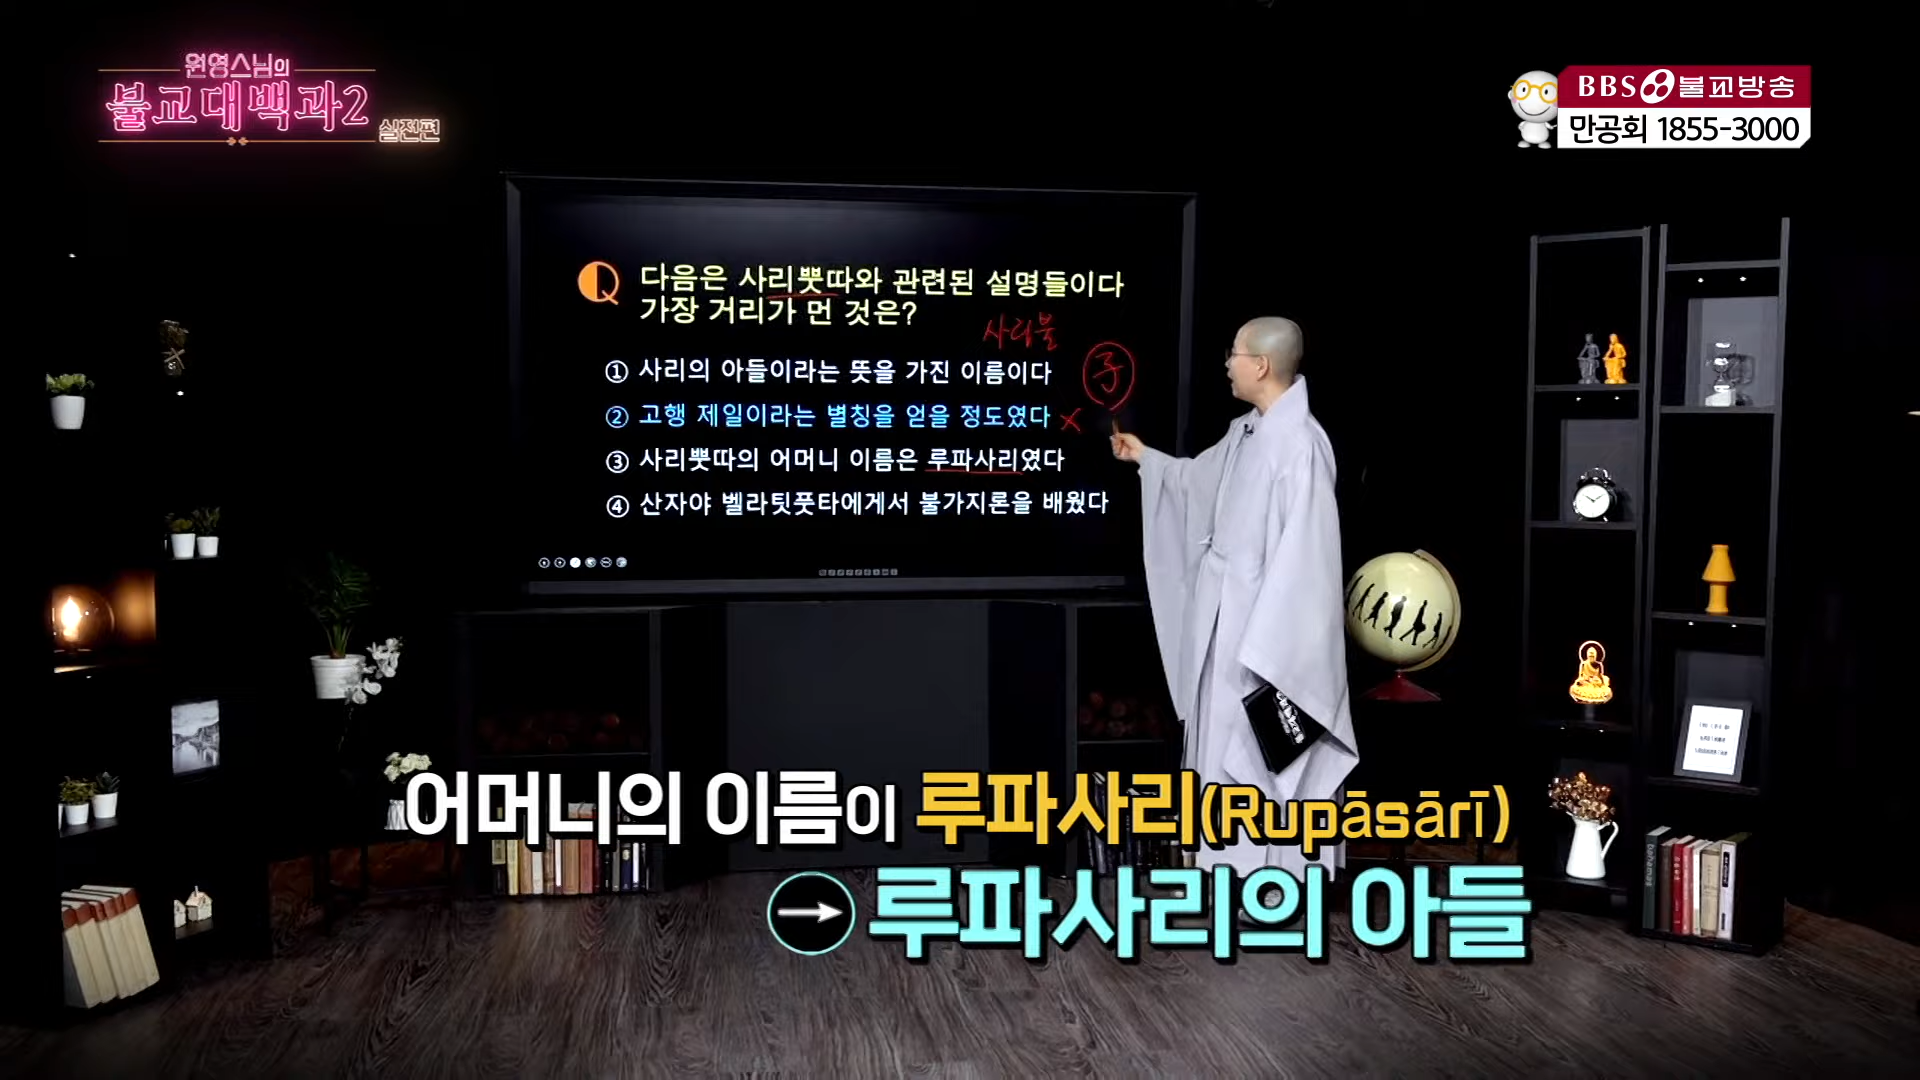 원영스님의
불교대백과2
실전편
BBS 불교방송
만공회 1855-3000
Q 다음은 사리뿟따와 관련된 설명들이다
가장 거리가 먼 것은?
사리불
① 사리의 아들이라는 뜻을 가진 이름이다
子
② 고행 제일이라는 별칭을 얻을 정도였다 ×
③ 사리뿟따의 어머니 이름은 루파사리였다
④ 산자야 벨라팃풋타에게서 불가지론을 배웠다
어머니의 이름이 루파사리(Rupāsārī)
→ 루파사리의 아들